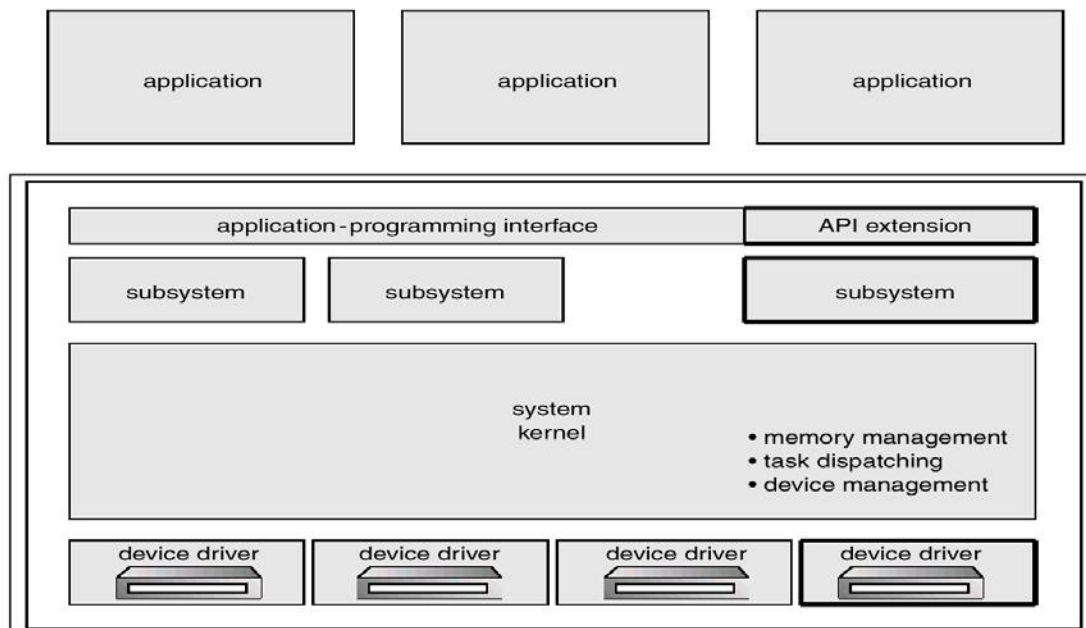 application
application
application
application-programming interface
API extension
subsystem
subsystem
subsystem
system
kernel
• memory management
• task dispatching
• device management
device driver
device driver
device driver
device driver